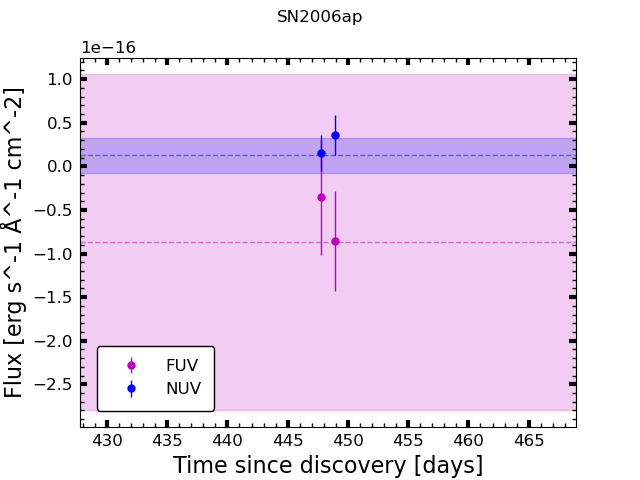 SN2006ap
1e−16
1.0
0.5
0.0
−0.5
−1.0
−1.5
−2.0
−2.5
Flux [erg s^-1 Å^-1 cm^-2]
FUV
NUV
430 435 440 445 450 455 460 465
Time since discovery [days]